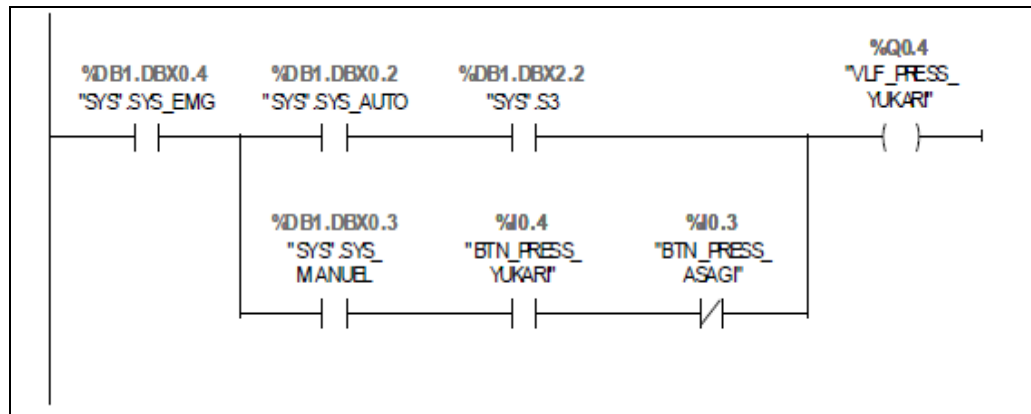 %Q0.4
%DB1.DBX0.4 %DB1.DBX0.2 %DB1.DBX2.2 "VLF_PRESS_
"SYS".SYS_EMG "SYS".SYS_AUTO "SYS".S3 YUKARI"
%DB1.DBX0.3 %I0.4 %I0.3
"SYS".SYS_ "BTN_PRESS_ "BTN_PRESS_
MANUEL YUKARI" ASAGI"